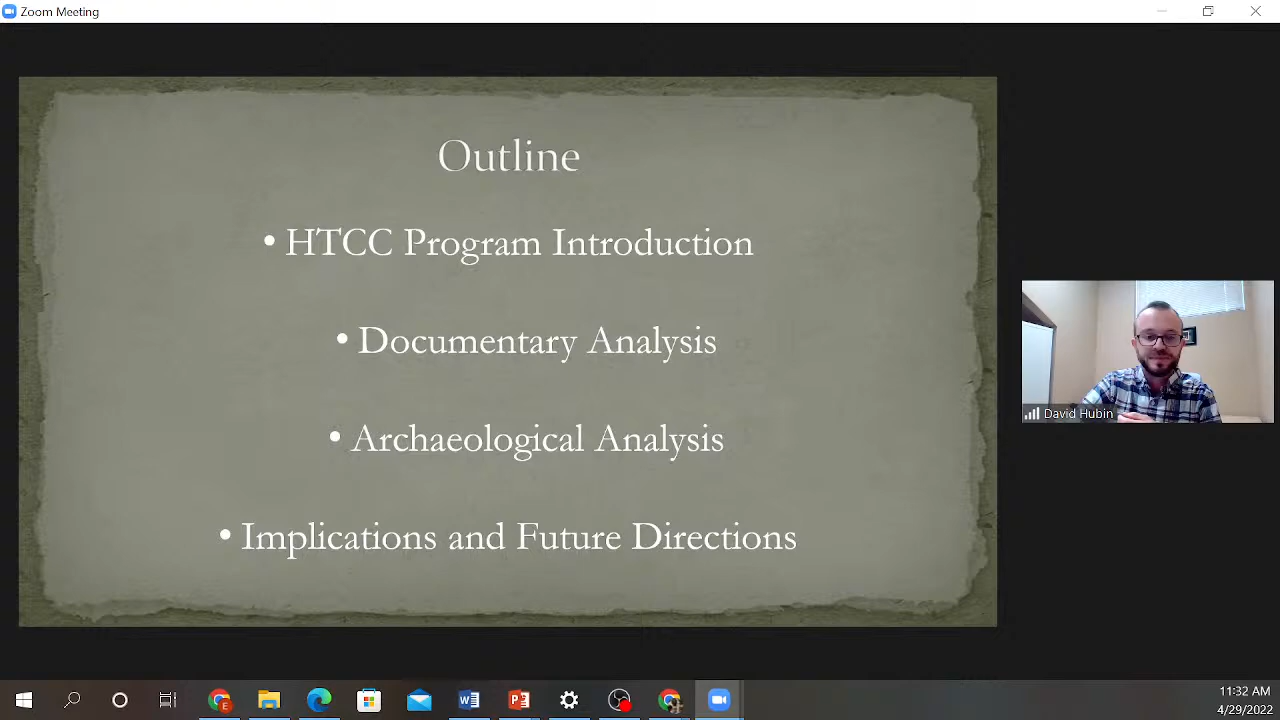 Zoom Meeting
Outline
• HTCC Program Introduction
• Documentary Analysis
• Archaeological Analysis
• Implications and Future Directions
David Hubin
11:32 AM
4/29/2022